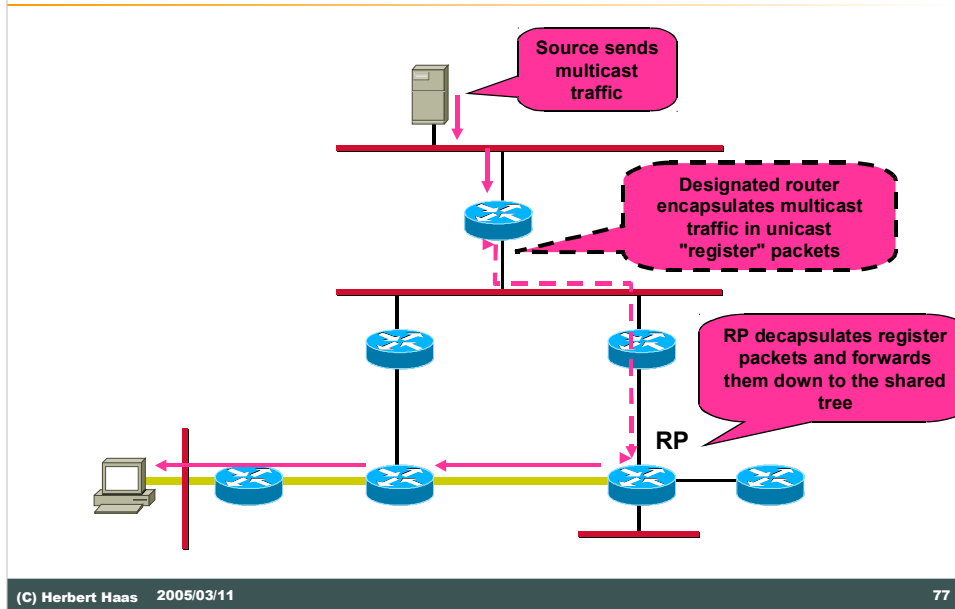 Source sends
multicast
traffic
Designated router
encapsulates multicast
traffic in unicast
"register" packets
RP decapsulates register
packets and forwards
them down to the shared
tree
RP
(C) Herbert Haas 2005/03/11
77